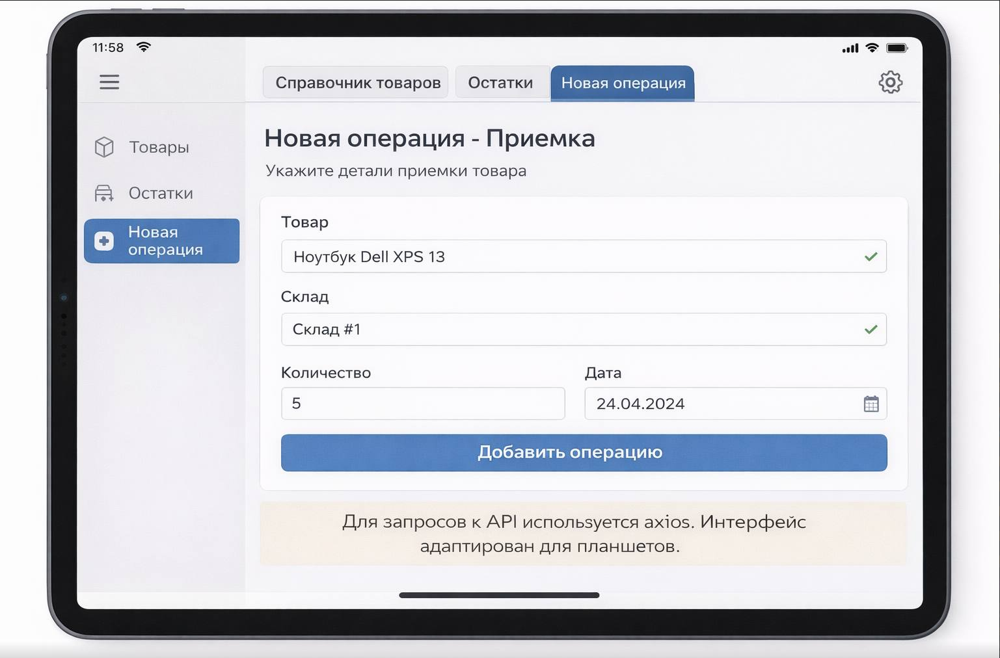 11:58
Справочник товаров
Остатки
Новая операция
Товары
Остатки
Новая
операция
Новая операция - Приемка
Укажите детали приемки товара
Товар
Ноутбук Dell XPS 13
Склад
Склад #1
Количество
Дата
5
24.04.2024
Добавить операцию
Для запросов к API используется axios. Интерфейс
адаптирован для планшетов.